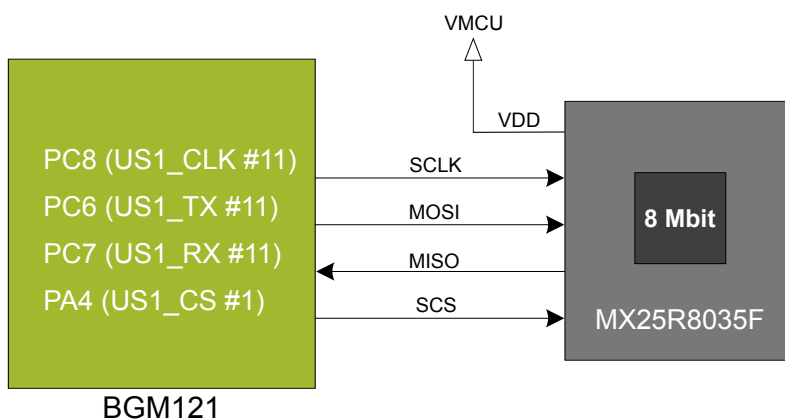 VMCU
VDD
PC8 (US1_CLK #11)
SCLK
PC6 (US1_TX #11)
MOSI
8 Mbit
PC7 (US1_RX #11)
MISO
PA4 (US1_CS #1)
SCS
MX25R8035F
BGM121